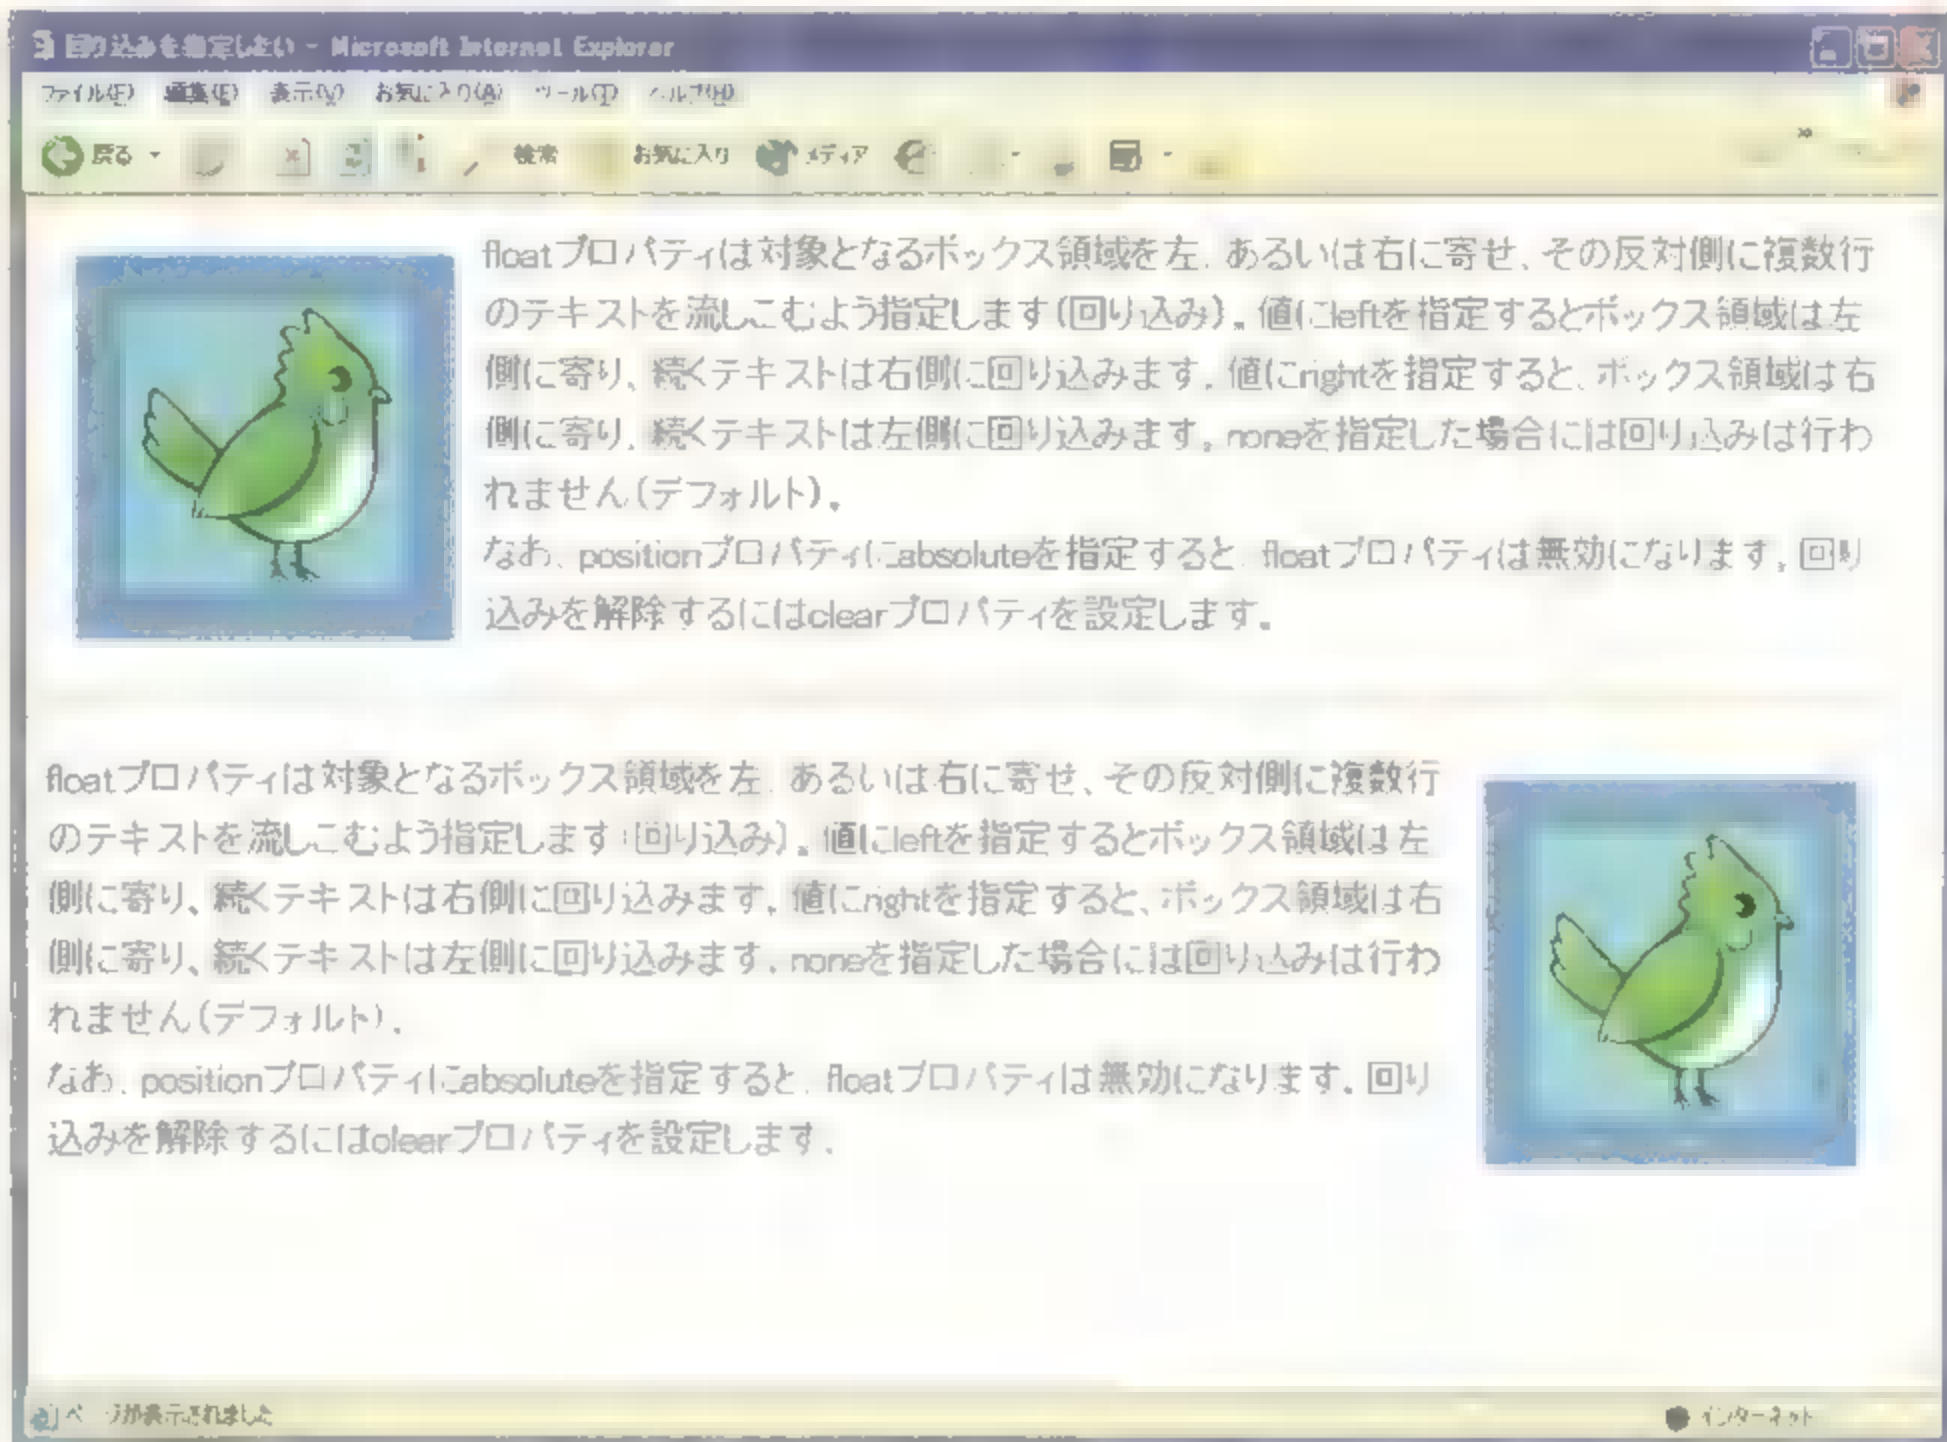 回り込みを指定したい - Microsoft Internet Explorer
ファイル(F) 編集(E) 表示(V) お気に入り(A) ツール(T) ヘルプ(H)
戻る 検索 お気に入り メディア »
floatプロパティは対象となるボックス領域を左、あるいは右に寄せ、その反対側に複数行
のテキストを流しこむよう指定します(回り込み)。値にleftを指定するとボックス領域は左
側に寄り、続くテキストは右側に回り込みます。値にrightを指定すると、ボックス領域は右
側に寄り、続くテキストは左側に回り込みます。noneを指定した場合には回り込みは行わ
れません(デフォルト)。
なお、positionプロパティにabsoluteを指定すると、floatプロパティは無効になります。回り
込みを解除するにはclearプロパティを設定します。
floatプロパティは対象となるボックス領域を左、あるいは右に寄せ、その反対側に複数行
のテキストを流しこむよう指定します(回り込み)。値にleftを指定するとボックス領域は左
側に寄り、続くテキストは右側に回り込みます。値にrightを指定すると、ボックス領域は右
側に寄り、続くテキストは左側に回り込みます。noneを指定した場合には回り込みは行わ
れません(デフォルト)。
なお、positionプロパティにabsoluteを指定すると、floatプロパティは無効になります。回り
込みを解除するにはclearプロパティを設定します。
ページが表示されました インターネット